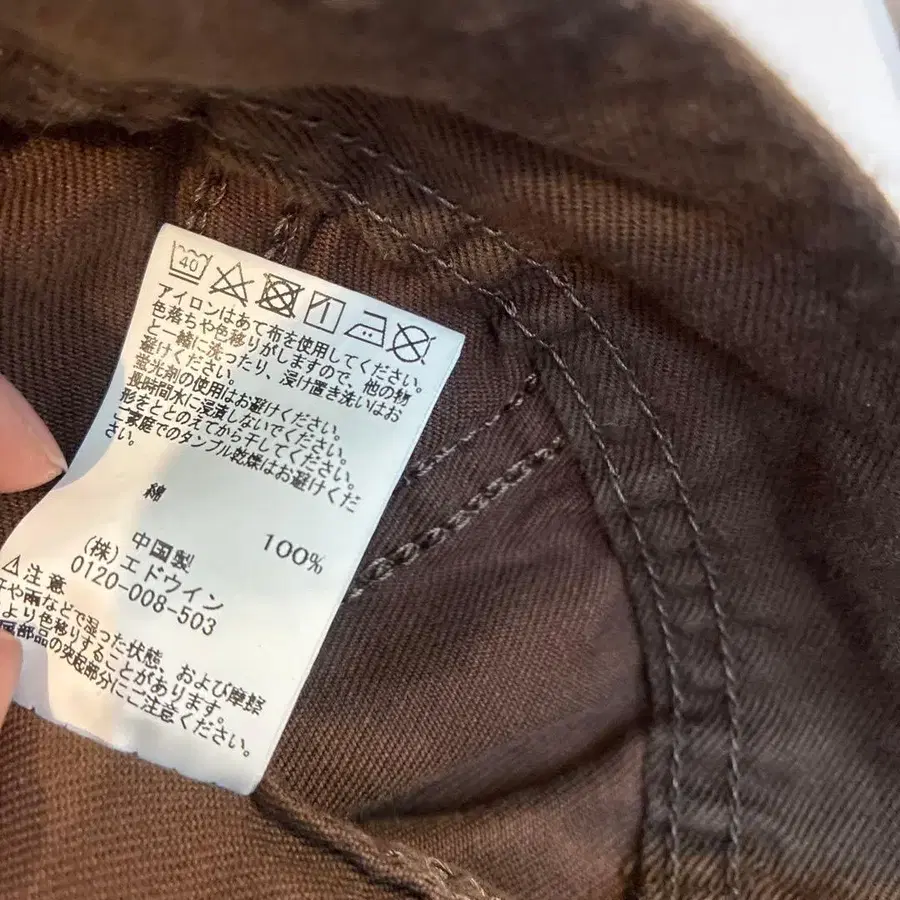 40
アイロンはあて布を使用してください。
色落ちや色移りがしますので、他の物
と一緒に洗ったり、浸け置き洗いはお
避けください。
蛍光剤の使用はお避けください。
長時間水に浸漬しないでください。
形をととのえてから干してください。
ご家庭でのタンブル乾燥はお避けくだ
さい。
綿 100%
中国製
(株)エドウイン
0120-008-503
⚠注意
や雨などで湿った状態、および摩擦
より色移りすることがあります。
属部品の突起部分にご注意ください。